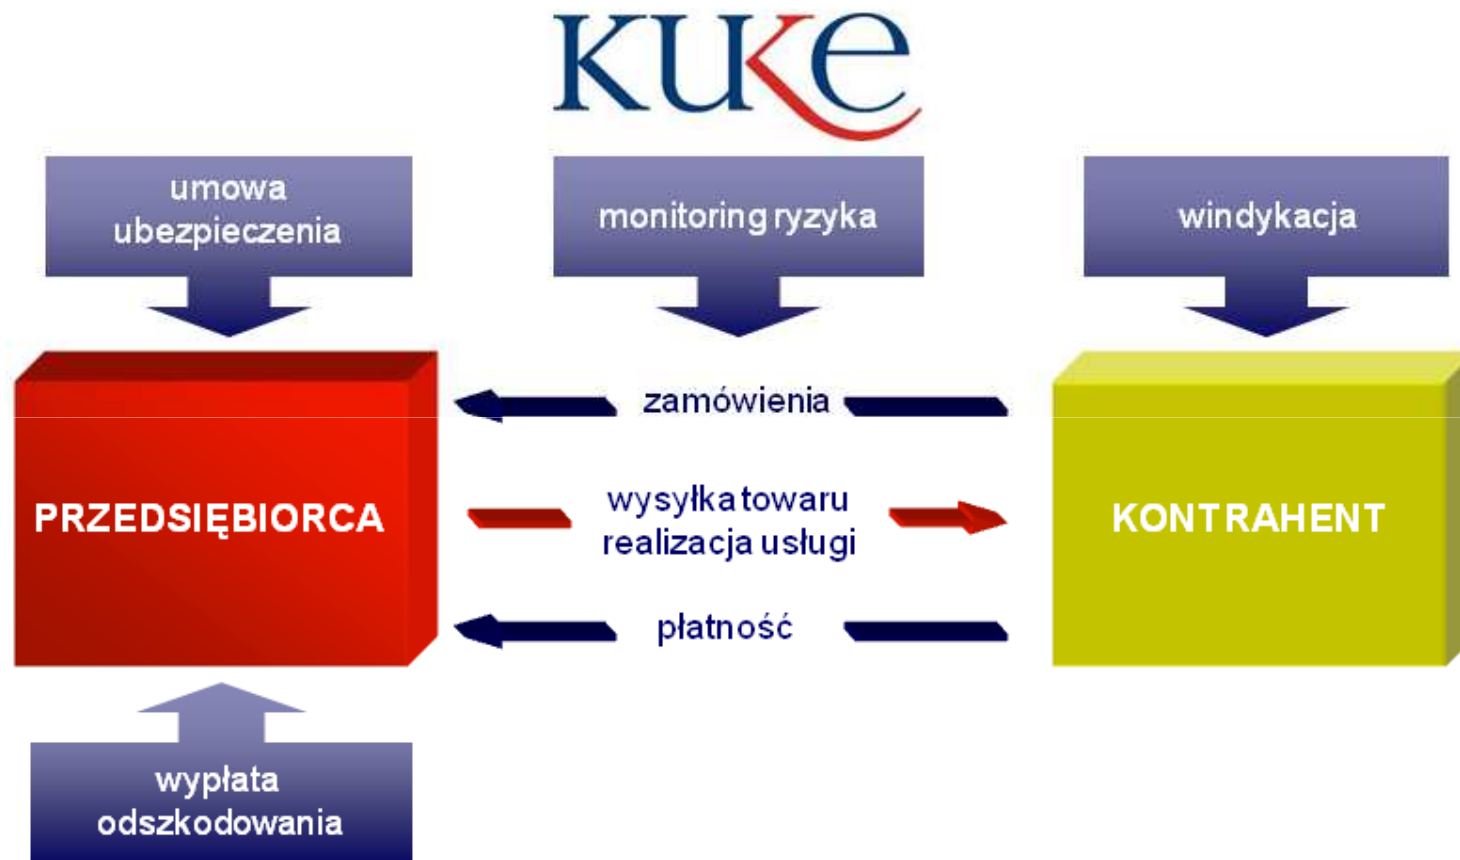 KUKE
umowa
ubezpieczenia
monitoring ryzyka
windykacja
zamówienia
PRZEDSIĘBIORCA
wysyłka towaru
realizacja usługi
KONTRAHENT
płatność
wypłata
odszkodowania